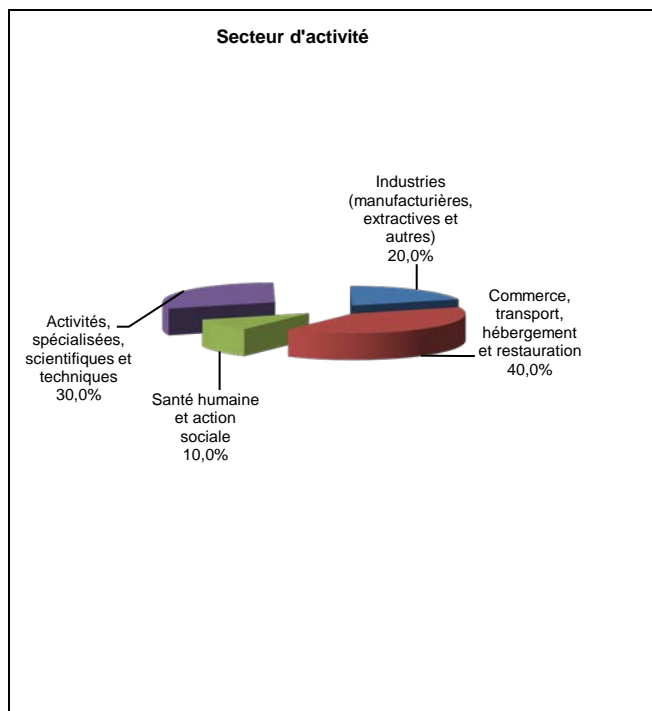 Secteur d'activité
Industries
(manufacturières,
extractives et
autres)
20,0%
Commerce,
transport,
hébergement
et restauration
40,0%
Activités,
spécialisées,
scientifiques et
techniques
30,0%
Santé humaine
et action
sociale
10,0%